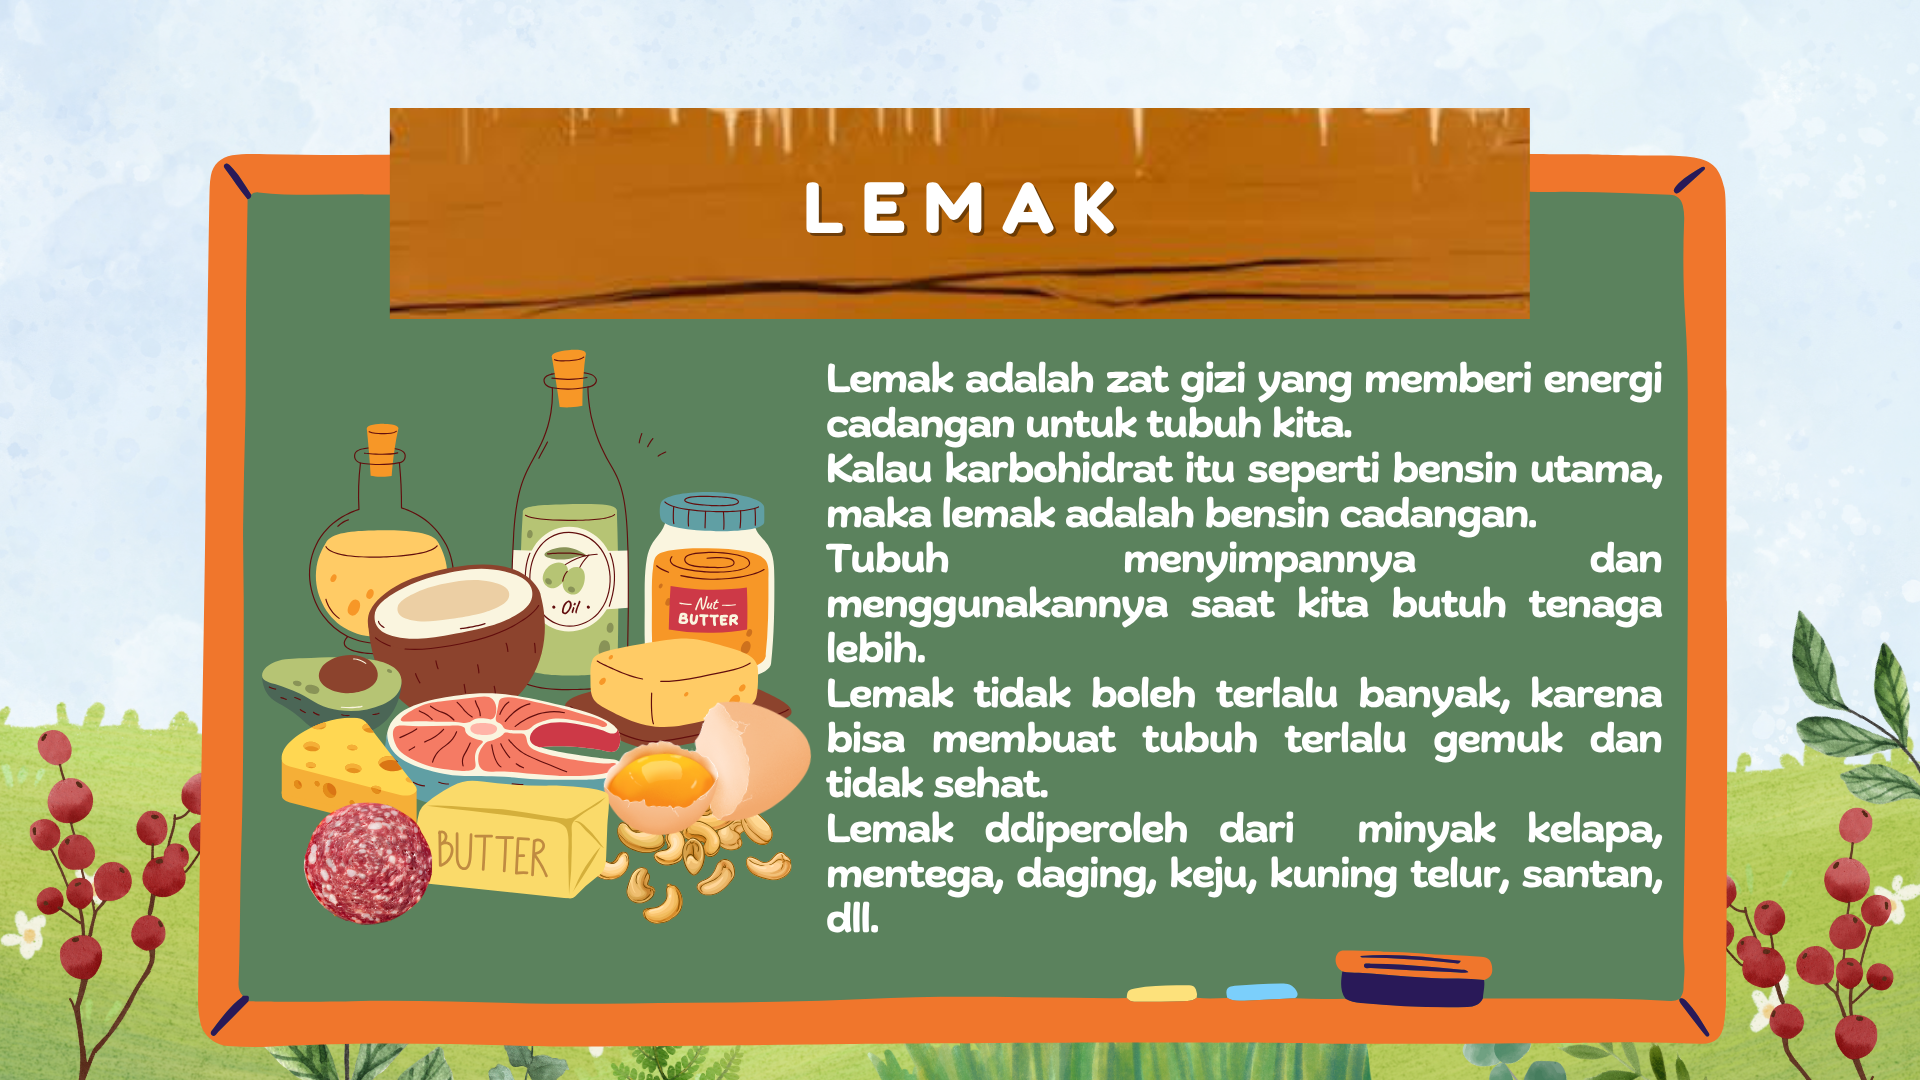 LEMAK
Lemak adalah zat gizi yang memberi energi
cadangan untuk tubuh kita.
Kalau karbohidrat itu seperti bensin utama,
maka lemak adalah bensin cadangan.
Tubuh menyimpannya dan
menggunakannya saat kita butuh tenaga
lebih.
Lemak tidak boleh terlalu banyak, karena
bisa membuat tubuh terlalu gemuk dan
tidak sehat.
Lemak ddiperoleh dari minyak kelapa,
mentega, daging, keju, kuning telur, santan,
dll.
Oil
Nut
BUTTER
BUTTER